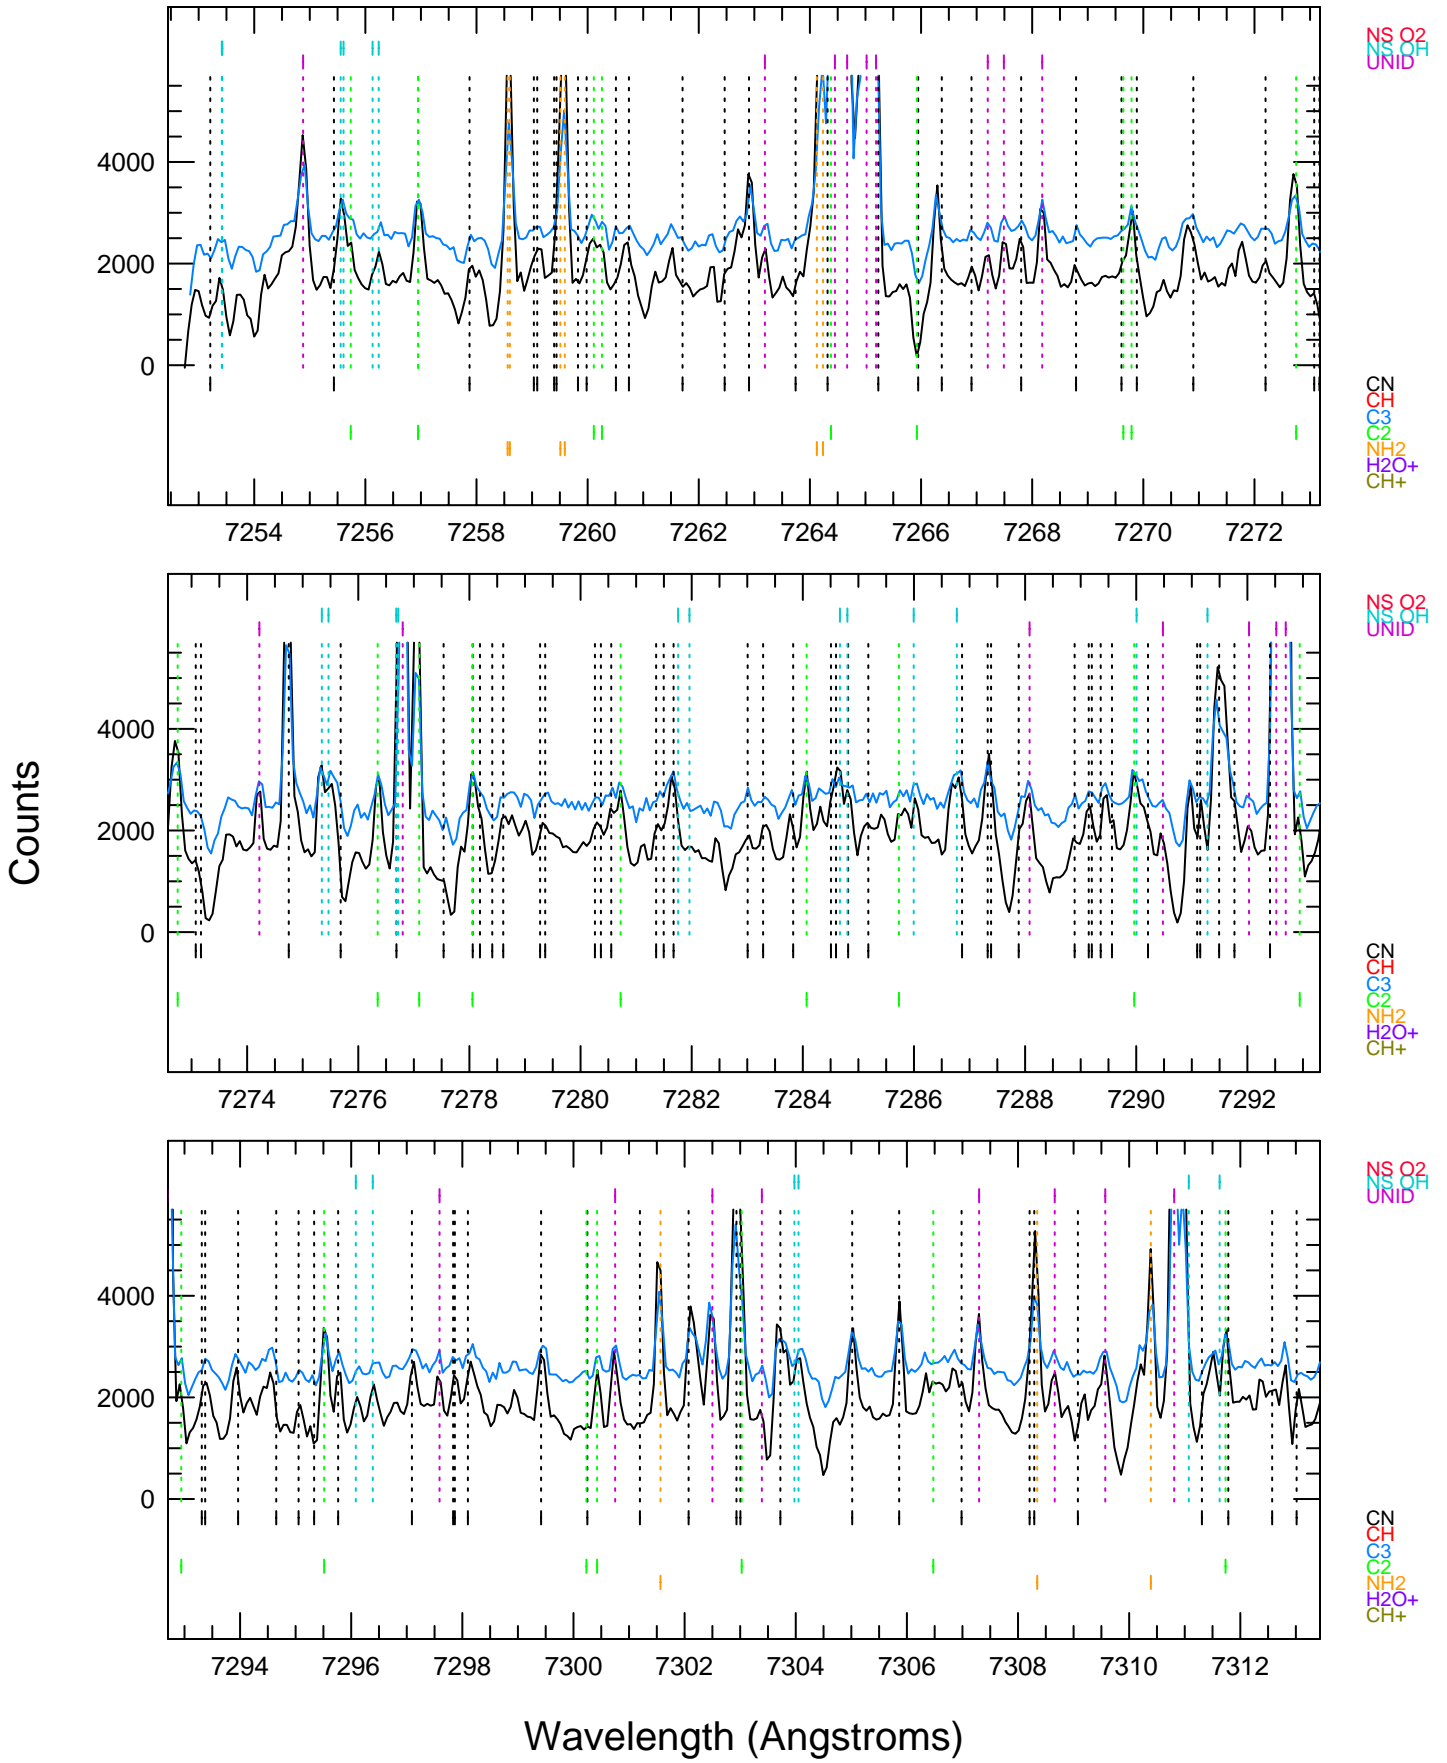 NS O2
NS OH
UNID
4000
2000
0
CN
CH
C3
C2
NH2
H2O+
CH+
7254 7256 7258 7260 7262 7264 7266 7268 7270 7272
NS O2
NS OH
UNID
4000
2000
0
CN
CH
C3
C2
NH2
H2O+
CH+
7274 7276 7278 7280 7282 7284 7286 7288 7290 7292
Counts
NS O2
NS OH
UNID
4000
2000
0
CN
CH
C3
C2
NH2
H2O+
CH+
7294 7296 7298 7300 7302 7304 7306 7308 7310 7312
Wavelength (Angstroms)